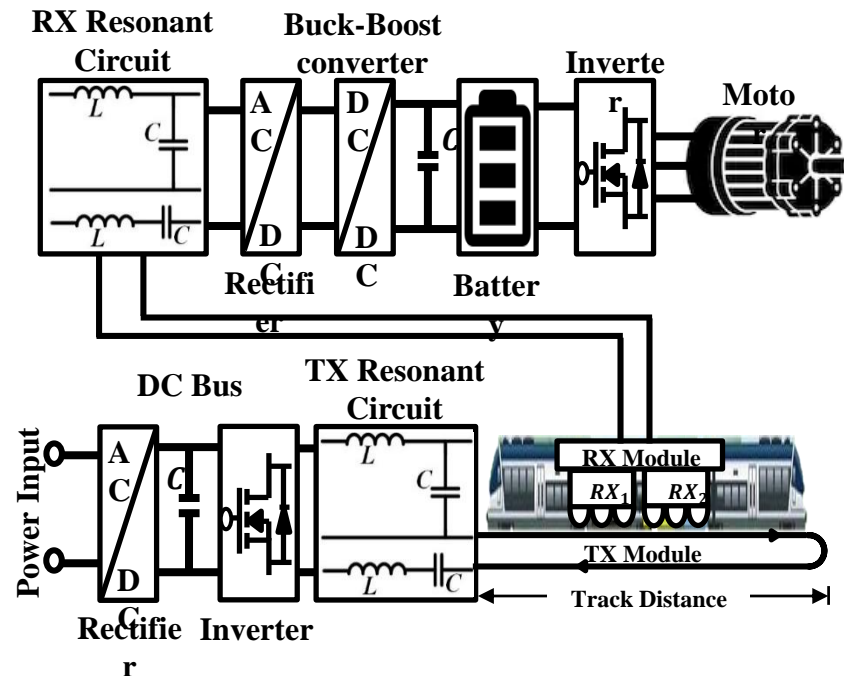 RX Resonant
Circuit
Buck-Boost
converter
Inverte
r
Moto
L
C
L
C
A
C
D
C
D
C
D
C
C
Rectifi
er
Batter
y
DC Bus
TX Resonant
Circuit
Power Input
A
C
D
C
C
L
C
L
C
RX Module
RX1
RX2
TX Module
Track Distance
Rectifie
r
Inverter